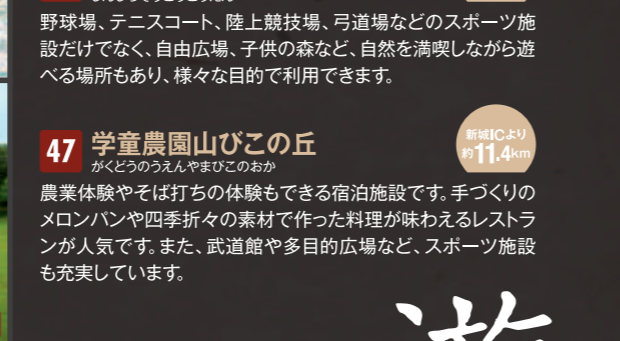 野球場、テニスコート、陸上競技場、弓道場などのスポーツ施
設だけでなく、自由広場、子供の森など、自然を満喫しながら遊
べる場所もあり、様々な目的で利用できます。
47 学童農園山びこの丘
がくどうのうえんやまびこのおか
新城ICより
約11.4km
農業体験やそば打ちの体験もできる宿泊施設です。手づくりの
メロンパンや四季折々の素材で作った料理が味わえるレストラ
ンが人気です。また、武道館や多目的広場など、スポーツ施設
も充実しています。